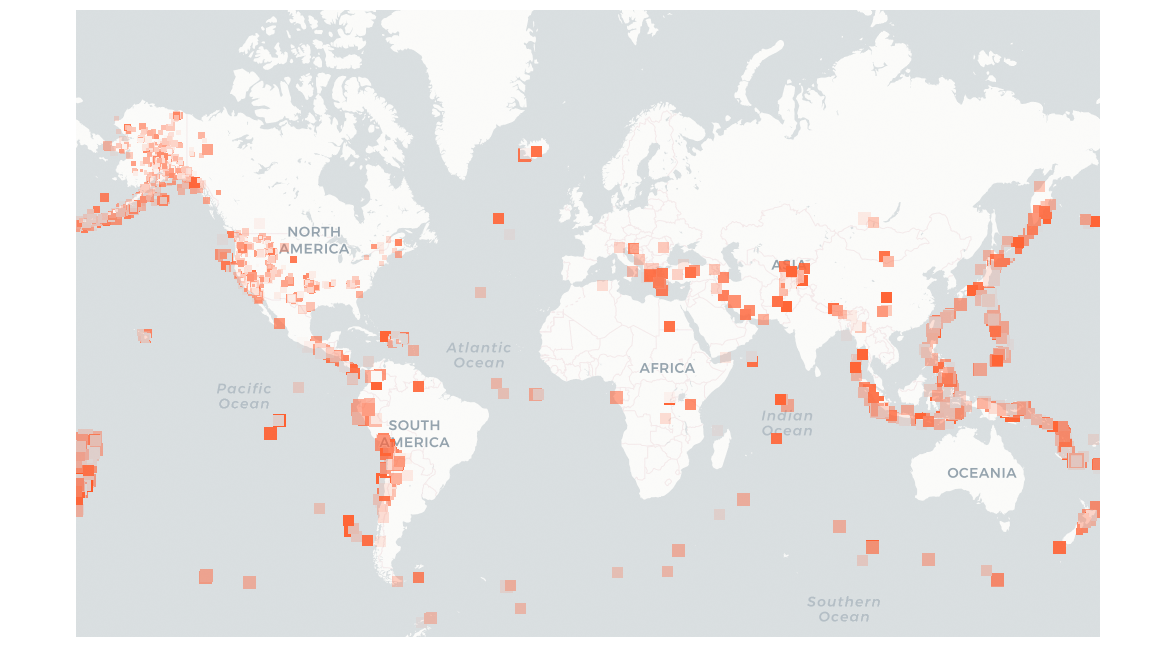 NORTH
AMERICA
ASIA
Atlantic
Ocean
AFRICA
Pacific
Ocean
Indian
Ocean
SOUTH
AMERICA
OCEANIA
Southern
Ocean